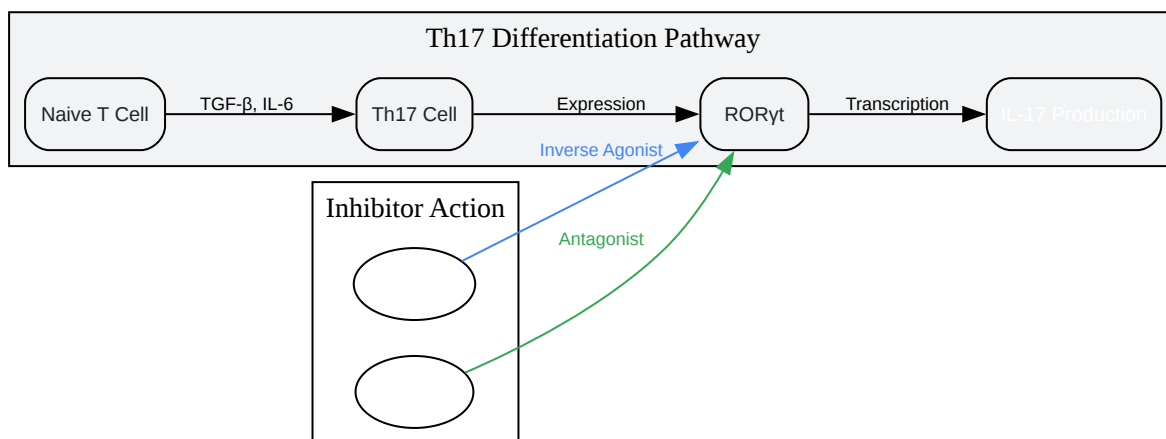 Th17 Differentiation Pathway
Naive T Cell
TGF-β, IL-6
Th17 Cell
Expression
RORγt
Transcription
IL-17 Production
Inverse Agonist
Inhibitor Action
Antagonist